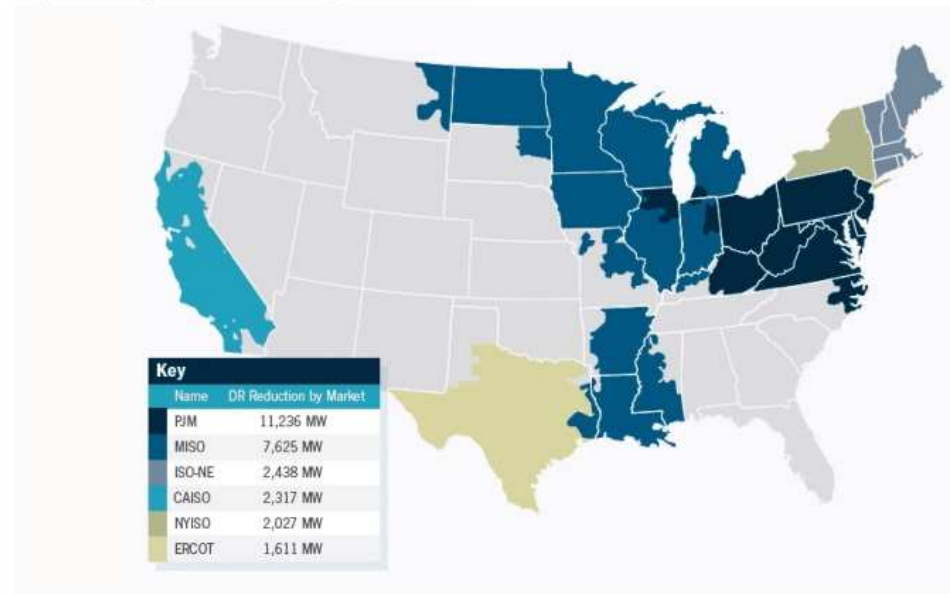 Key
Name DR Reduction by Market
PJM 11,236 MW
MISO 7,625 MW
ISO-NE 2,438 MW
CAISO 2,317 MW
NYISO 2,027 MW
ERCOT 1,611 MW